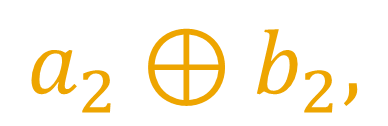 a₂ ⊕ b₂,